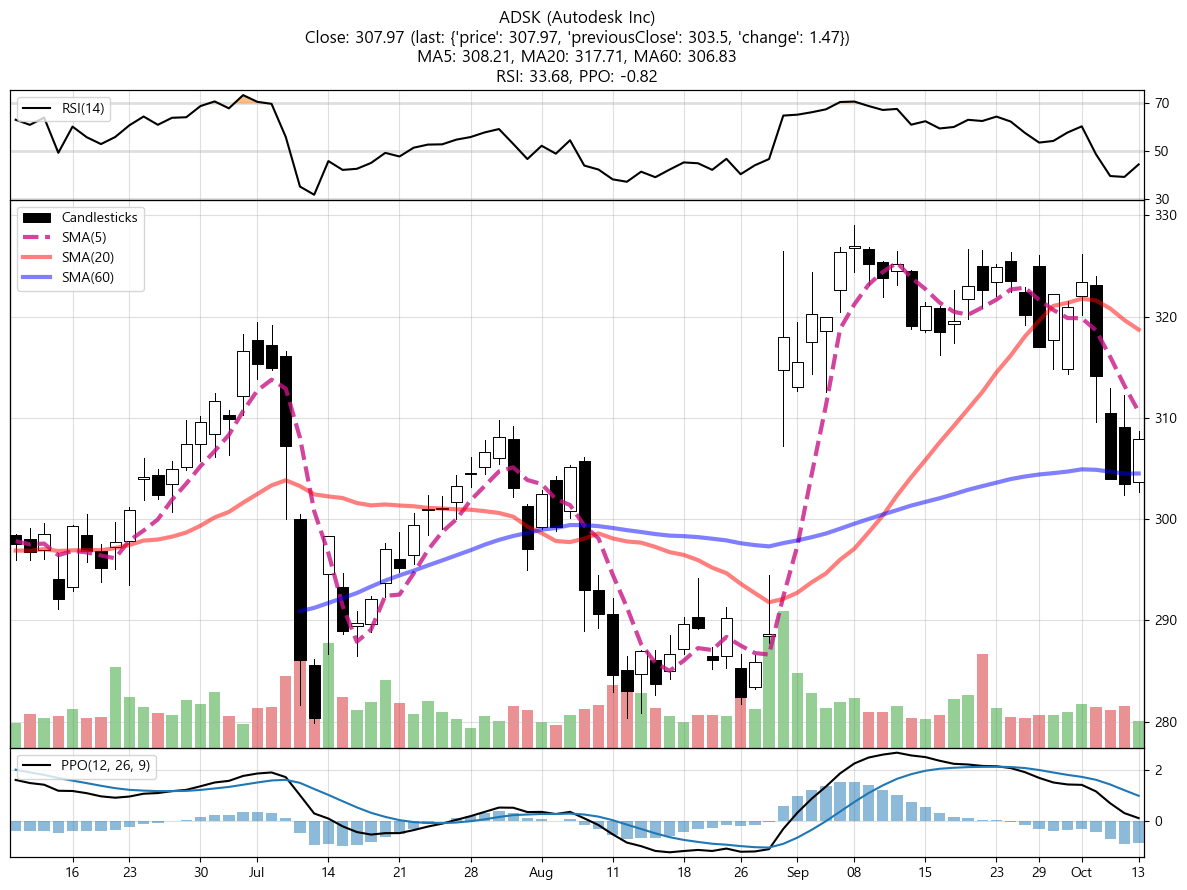 ADSK (Autodesk Inc)
Close: 307.97 (last: {'price': 307.97, 'previousClose': 303.5, 'change': 1.47})
MA5: 308.21, MA20: 317.71, MA60: 306.83
RSI: 33.68, PPO: -0.82
RSI(14)
70
50
30
Candlesticks
SMA(5)
SMA(20)
SMA(60)
330
320
310
300
290
280
PPO(12, 26, 9)
2
0
16 23 30 Jul 14 21 28 Aug 11 18 26 Sep 08 15 23 29 Oct 13